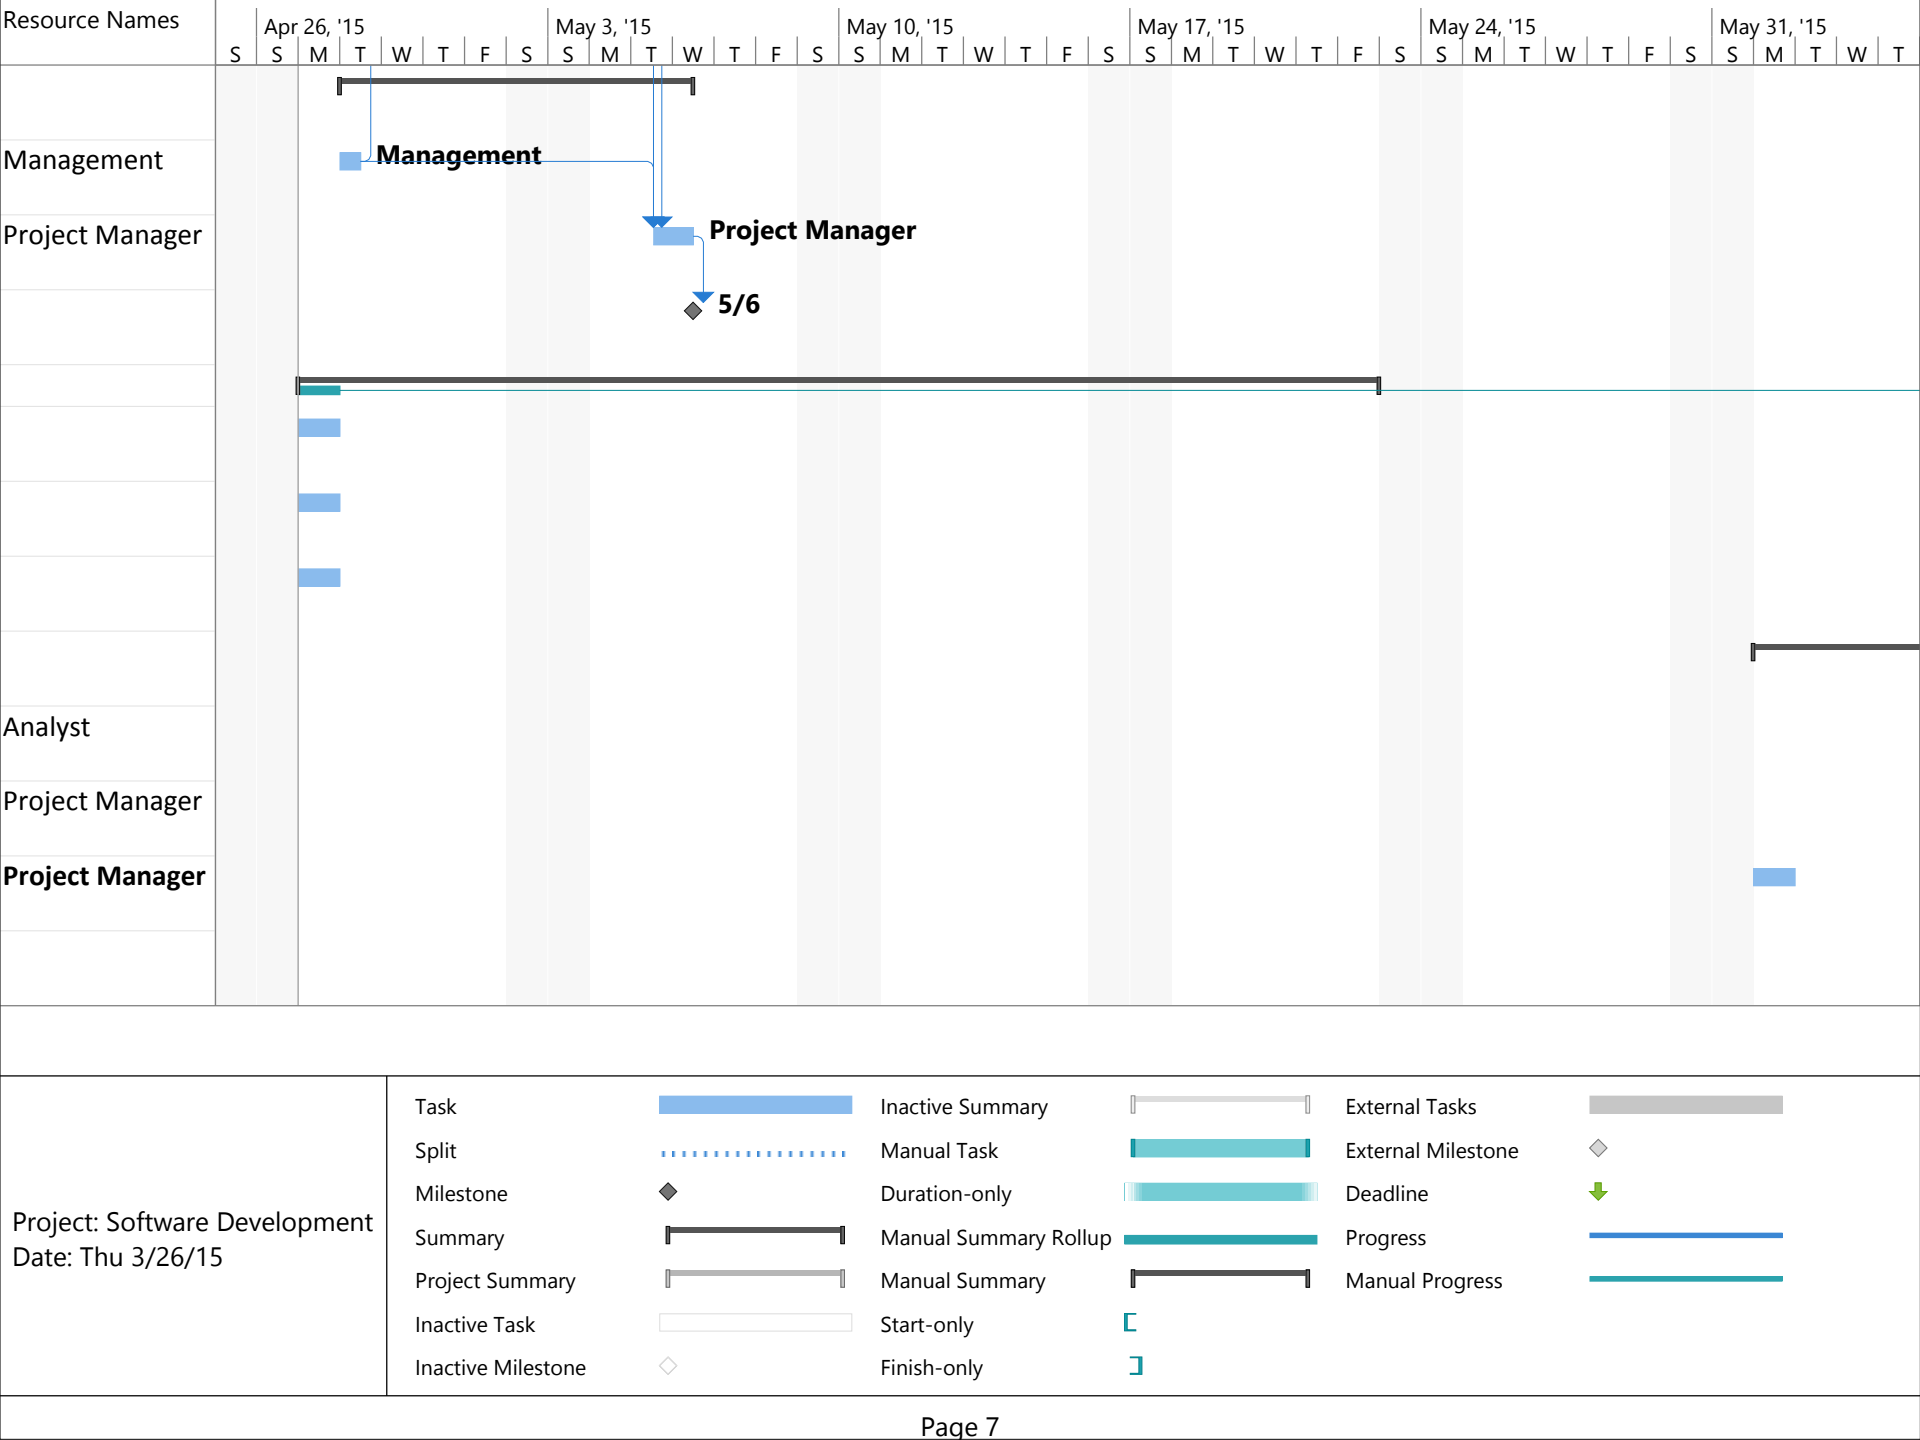 Resource Names
Apr 26, '15 May 3, '15 May 10, '15 May 17, '15 May 24, '15 May 31, '15
S S M T W T F S S M T W T F S S M T W T F S S M T W T F S S M T W T F S S M T W T
Management Management
Project Manager Project Manager
5/6
Analyst
Project Manager
Project Manager
Project: Software Development
Date: Thu 3/26/15
Task Inactive Summary External Tasks
Split Manual Task External Milestone
Milestone Duration-only Deadline
Summary Manual Summary Rollup Progress
Project Summary Manual Summary Manual Progress
Inactive Task Start-only
Inactive Milestone Finish-only
Page 7